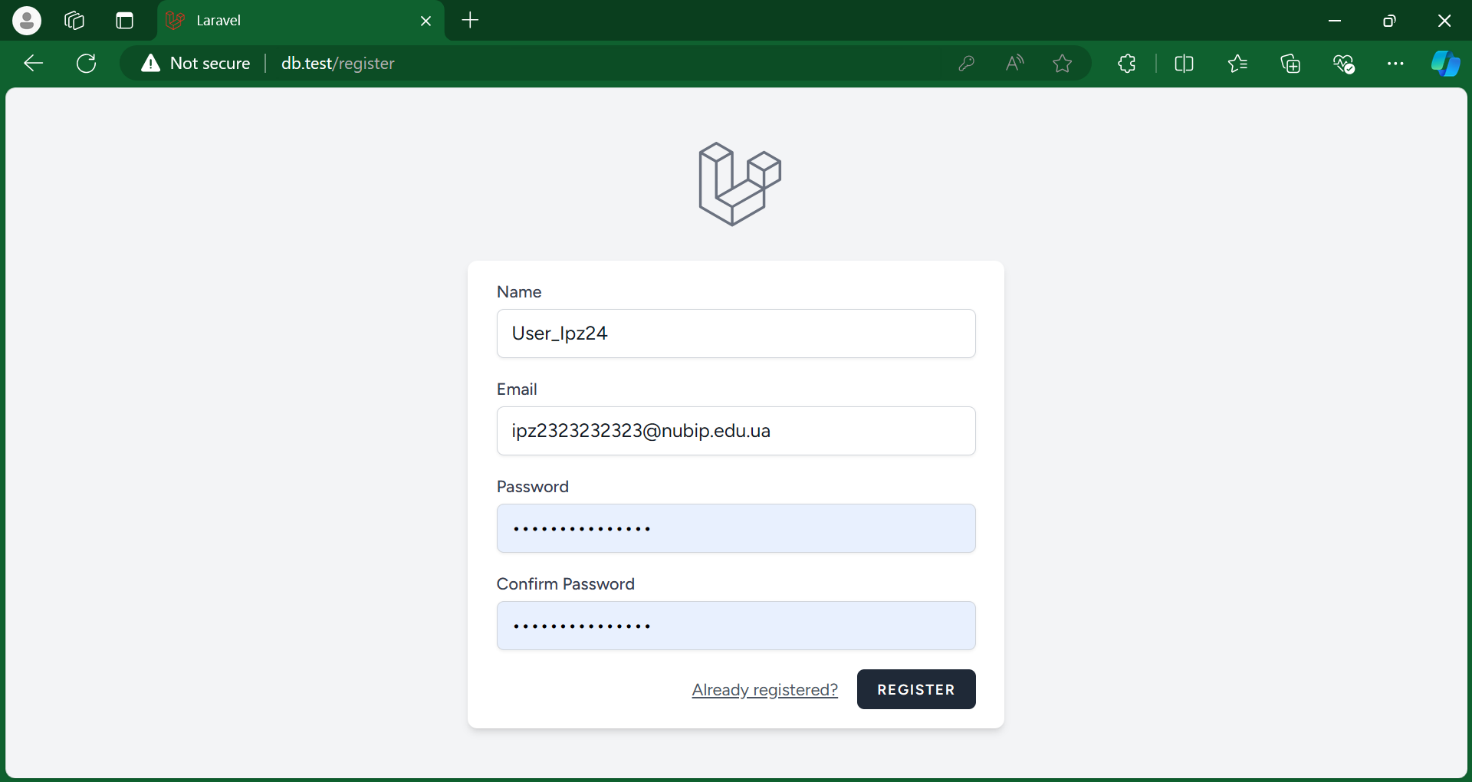 Laravel
Not secure
db.test/register
Name
User_Ipz24
Email
ipz2323232323@nubip.edu.ua
Password
•••••••••••••••
Confirm Password
•••••••••••••••
Already registered?
REGISTER